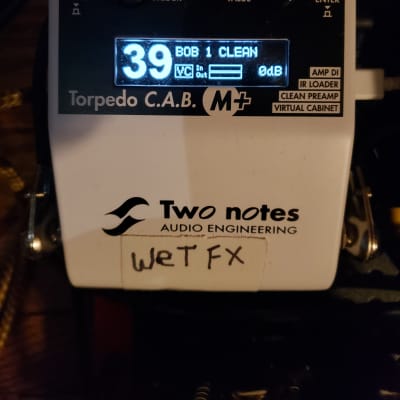 ENTER
39 BOB 1 CLEAN
VC In Out 0dB
Torpedo C.A.B. M+
AMP DI
IR LOADER
CLEAN PREAMP
VIRTUAL CABINET
Two notes
AUDIO ENGINEERING
WeT FX